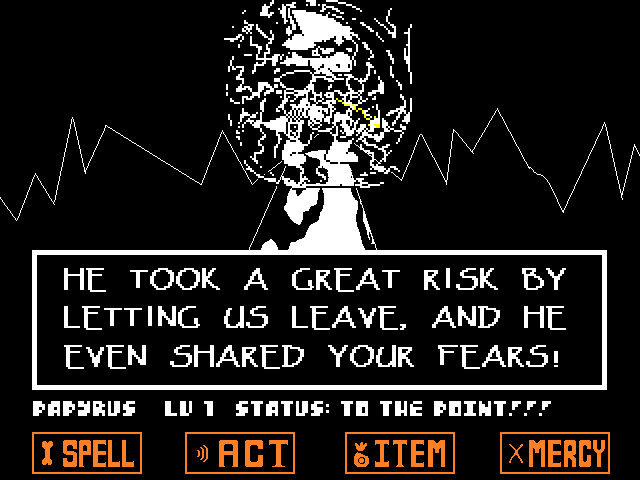 HE TOOK A GREAT RISK BY
LETTING US LEAVE, AND HE
EVEN SHARED YOUR FEARS!
PAPYRUS LV 1 STATUS: TO THE POINT!!!
SPELL ACT ITEM MERCY